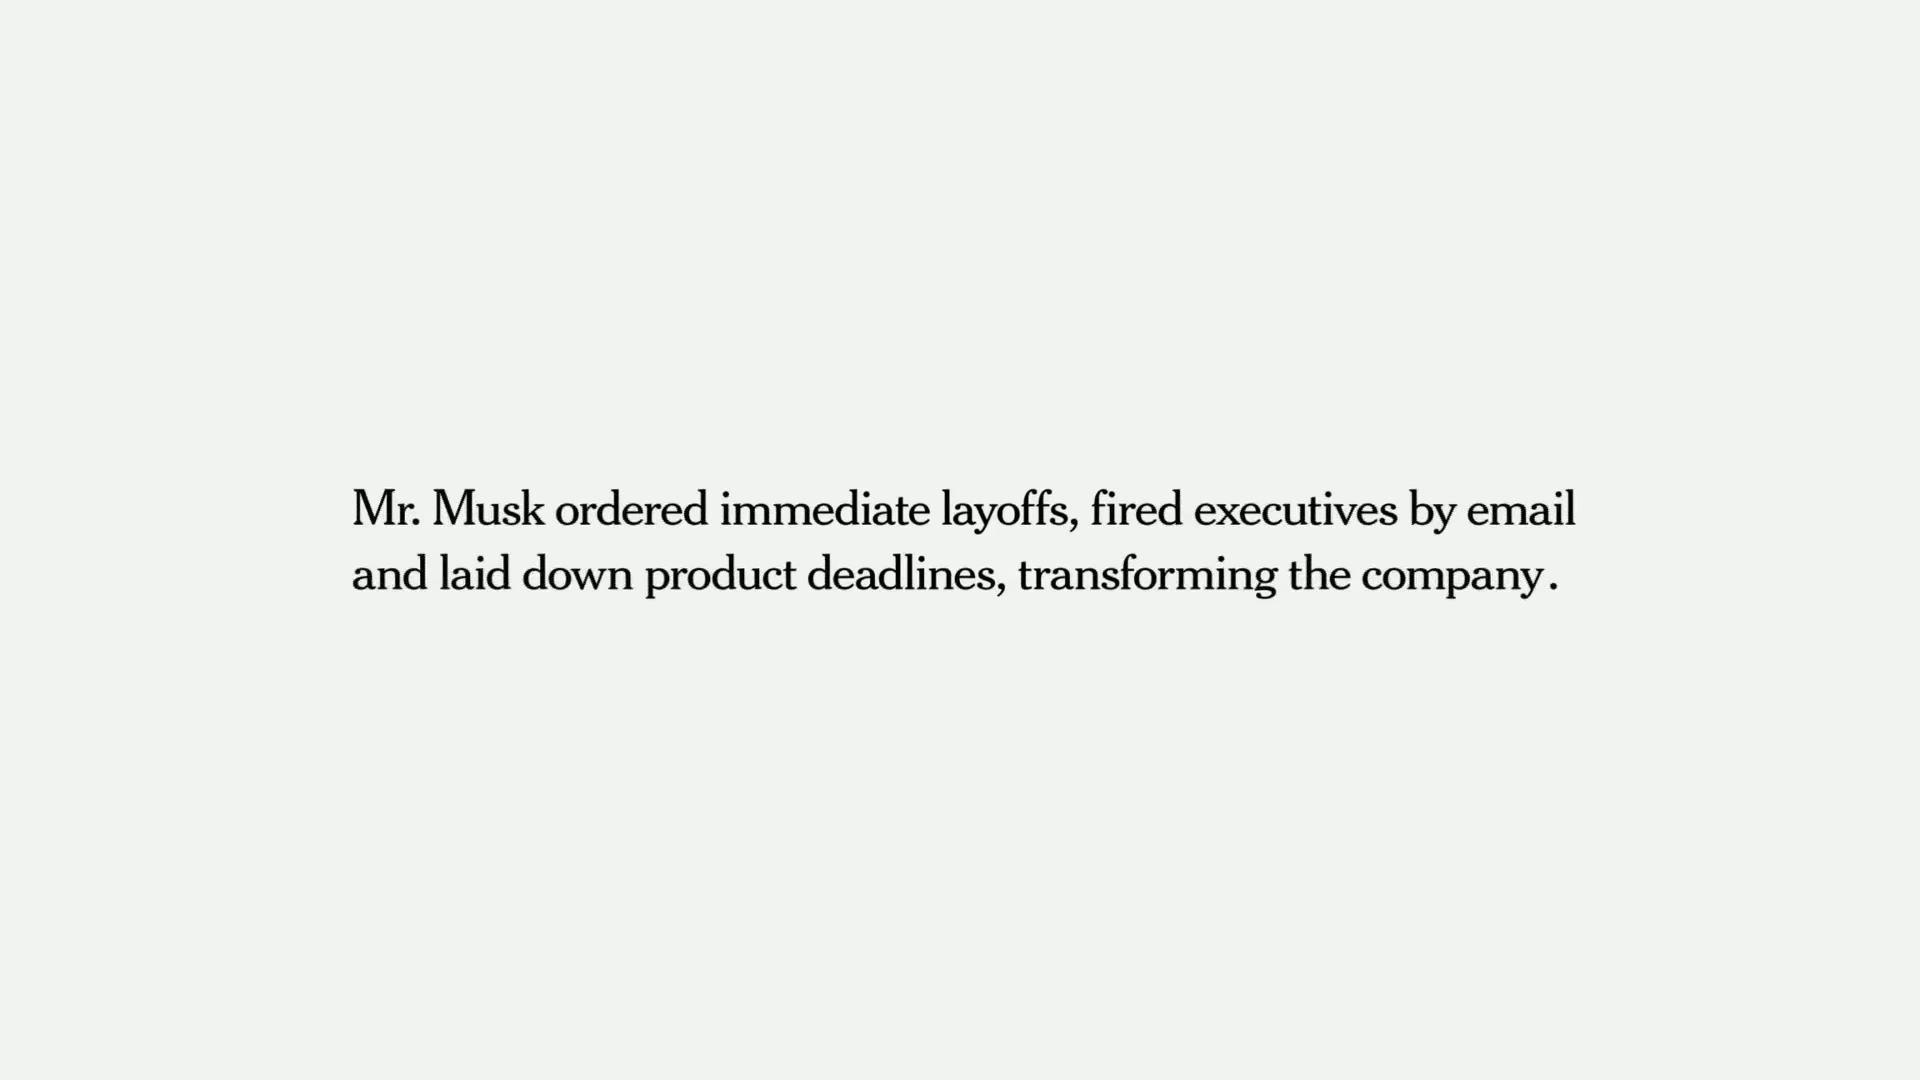 Mr. Musk ordered immediate layoffs, fired executives by email
and laid down product deadlines, transforming the company.